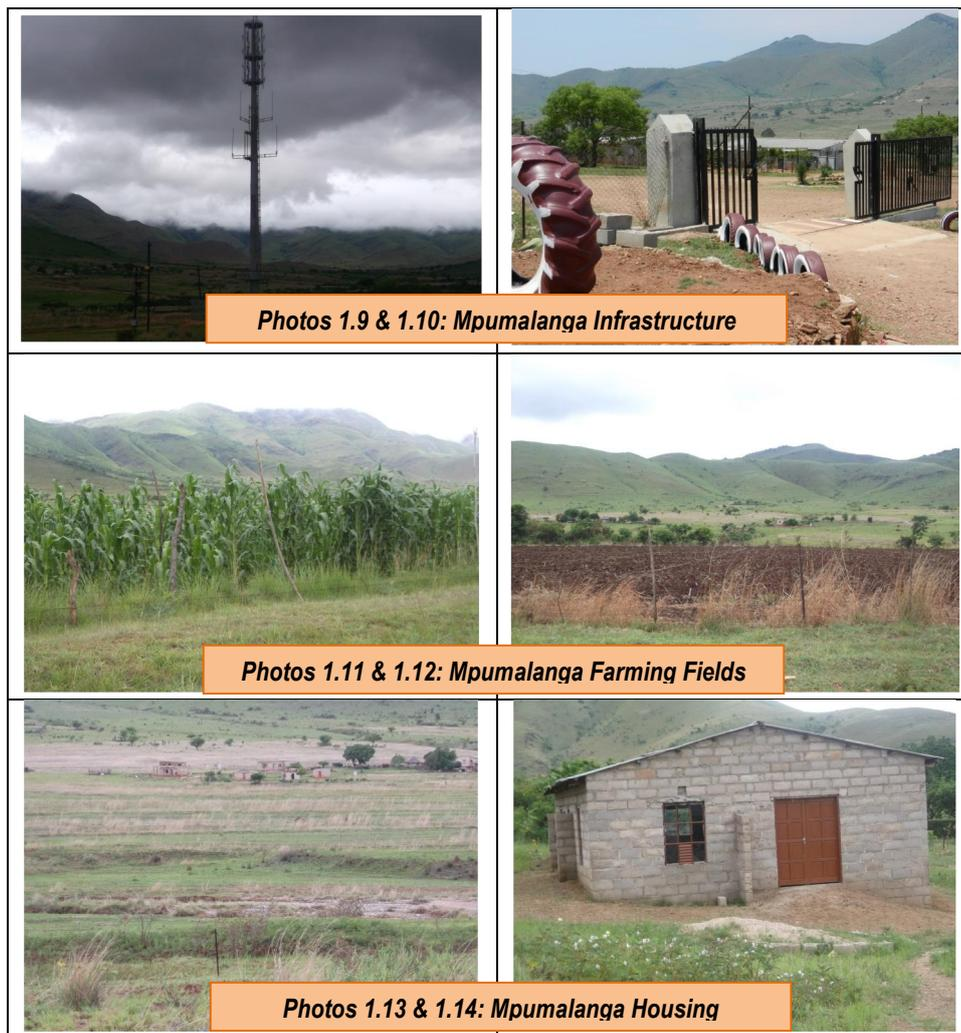 Photos 1.9 & 1.10: Mpumalanga Infrastructure
Photos 1.11 & 1.12: Mpumalanga Farming Fields
Photos 1.13 & 1.14: Mpumalanga Housing